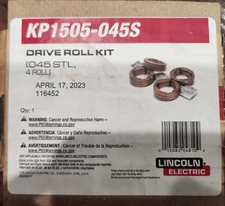 KP1505-045S
DRIVE ROLL KIT
(045 STL,
4 ROLL)
APRIL 17, 2023
116452
Qty: 1
WARNING: Cancer and Reproductive Harm -
www.P65Warnings.ca.gov
ADVERTENCIA: Cáncer y Daño Reproductivo -
www.P65Warnings.ca.gov
AVERTISSEMENT - Cancer et Trouble de la Reproduction -
www.P65Warnings.ca.gov
LINCOLN
ELECTRIC